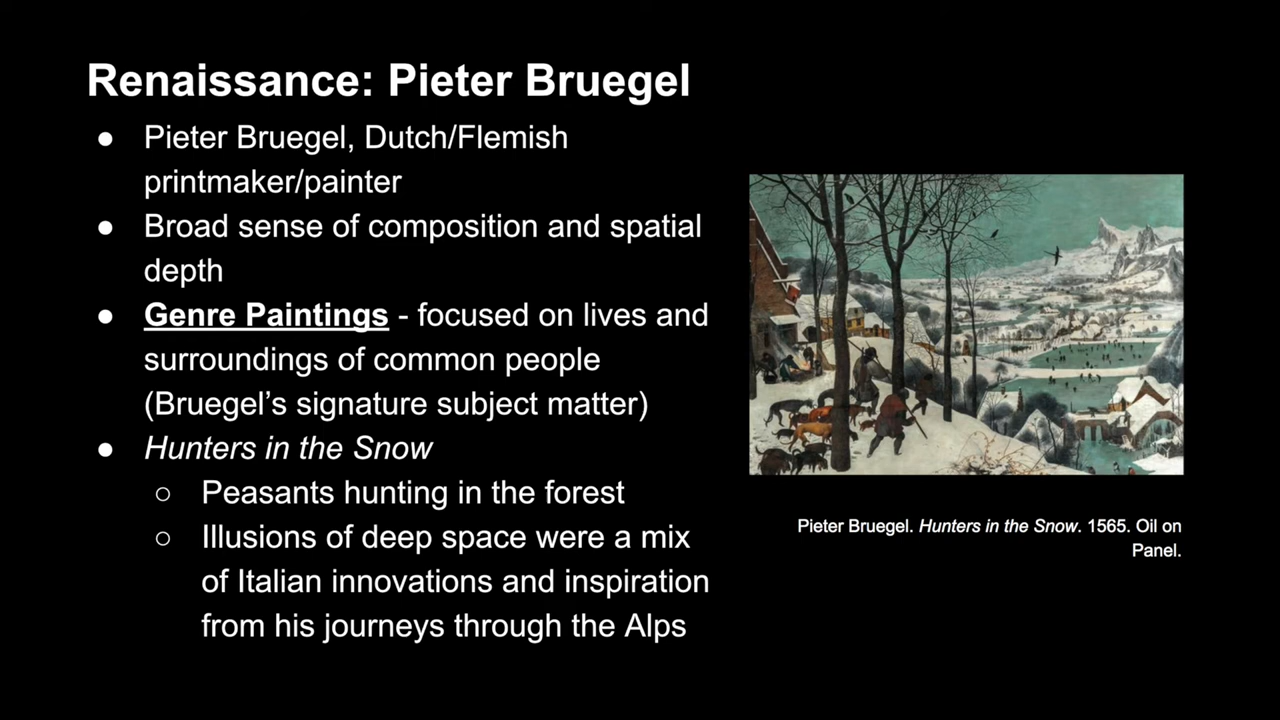 Renaissance: Pieter Bruegel
● Pieter Bruegel, Dutch/Flemish
printmaker/painter
● Broad sense of composition and spatial
depth
● Genre Paintings - focused on lives and
surroundings of common people
(Bruegel’s signature subject matter)
● Hunters in the Snow
○ Peasants hunting in the forest
○ Illusions of deep space were a mix
of Italian innovations and inspiration
from his journeys through the Alps
Pieter Bruegel. Hunters in the Snow. 1565. Oil on
Panel.